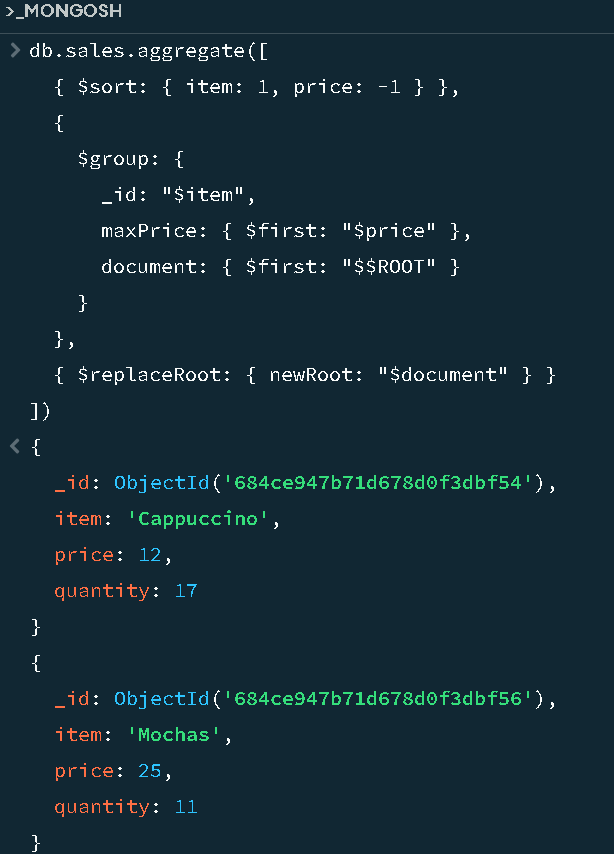 >_MONGOSH
> db.sales.aggregate([
{ $sort: { item: 1, price: -1 } },
{
$group: {
_id: "$item",
maxPrice: { $first: "$price" },
document: { $first: "$$ROOT" }
}
},
{ $replaceRoot: { newRoot: "$document" } }
])
< {
_id: ObjectId('684ce947b71d678d0f3dbf54'),
item: 'Cappuccino',
price: 12,
quantity: 17
}
{
_id: ObjectId('684ce947b71d678d0f3dbf56'),
item: 'Mochas',
price: 25,
quantity: 11
}